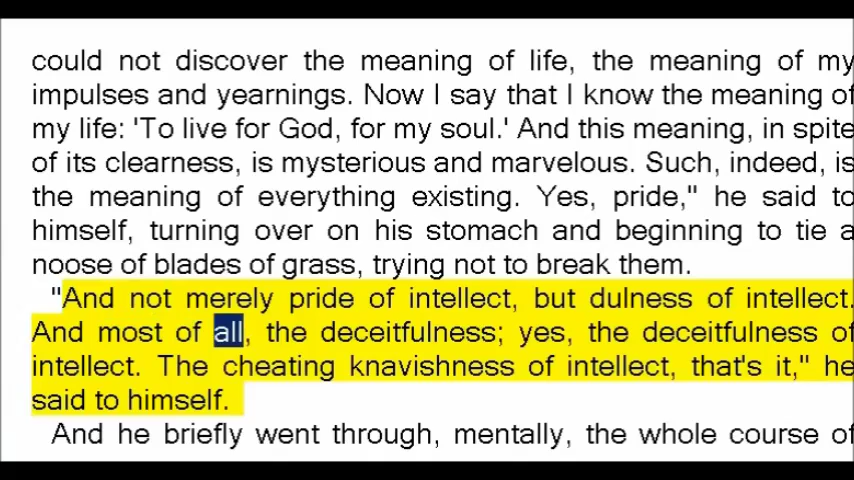 could not discover the meaning of life, the meaning of my
impulses and yearnings. Now I say that I know the meaning of
my life: 'To live for God, for my soul.' And this meaning, in spite
of its clearness, is mysterious and marvelous. Such, indeed, is
the meaning of everything existing. Yes, pride," he said to
himself, turning over on his stomach and beginning to tie a
noose of blades of grass, trying not to break them.
"And not merely pride of intellect, but dulness of intellect.
And most of all, the deceitfulness; yes, the deceitfulness of
intellect. The cheating knavishness of intellect, that's it," he
said to himself.
And he briefly went through, mentally, the whole course of